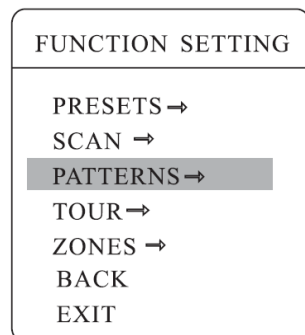 FUNCTION SETTING
PRESETS→
SCAN →
PATTERNS→
TOUR→
ZONES →
BACK
EXIT